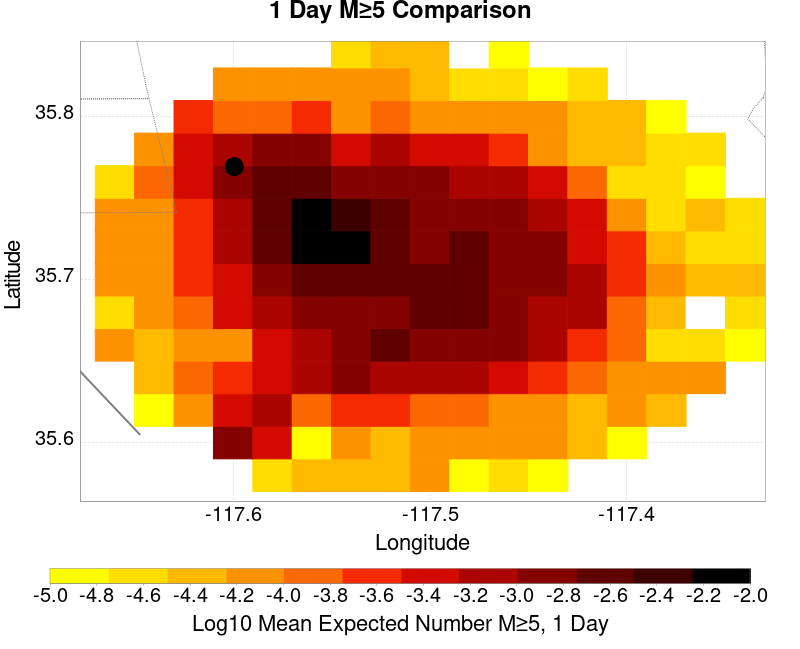 1 Day M≥5 Comparison
35.8
35.7
35.6
Latitude
-117.6 -117.5 -117.4
Longitude
-5.0 -4.8 -4.6 -4.4 -4.2 -4.0 -3.8 -3.6 -3.4 -3.2 -3.0 -2.8 -2.6 -2.4 -2.2 -2.0
Log10 Mean Expected Number M≥5, 1 Day